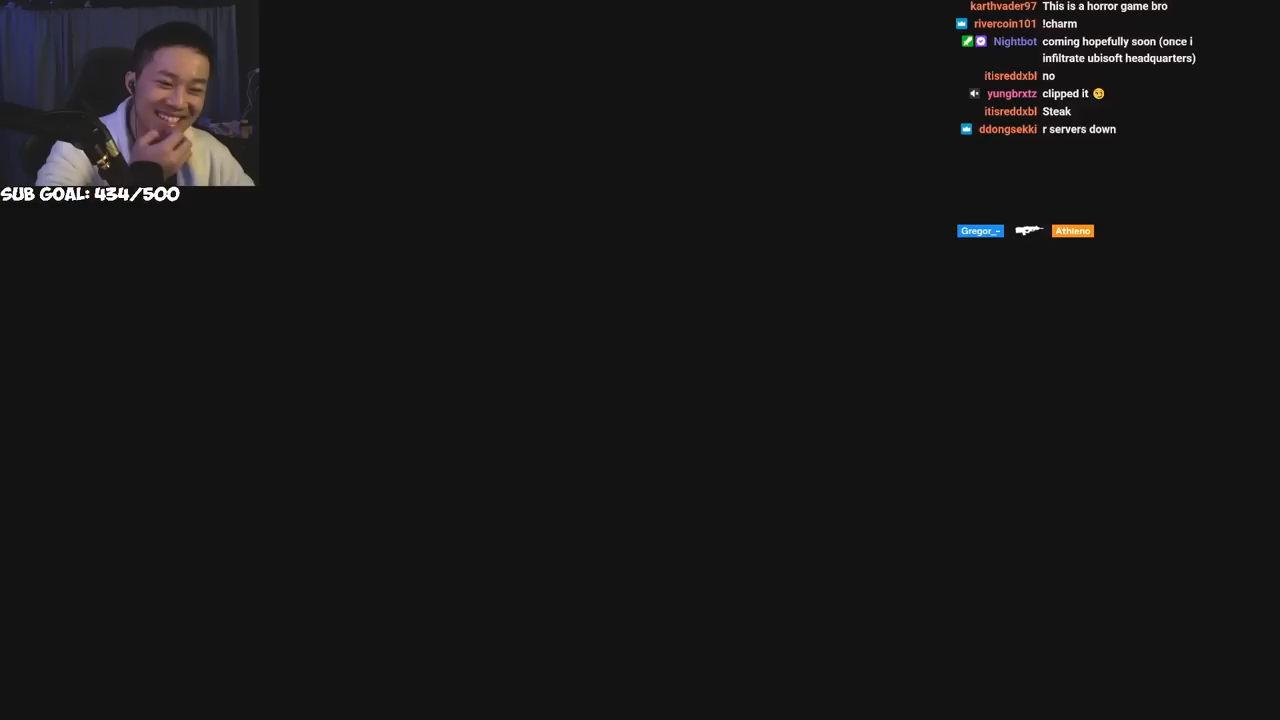 karthvader97 This is a horror game bro
rivercoin101 !charm
Nightbot coming hopefully soon (once i
infiltrate ubisoft headquarters)
itisreddxbl no
yungbrxtz clipped it 😏
itisreddxbl Steak
ddongsekki r servers down
SUB GOAL: 434/500
Gregor_- Athieno